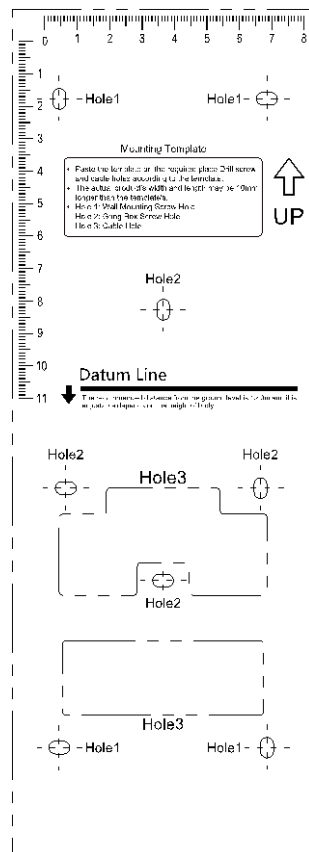 0 1 2 3 4 5 6 7 8
1
Hole1 Hole1
2
3
Mounting Template
4
• Paste the template on the required place. Drill screw
and cable holes according to the template.
• The actual product's width and length may be 10mm
longer than the template's.
5
• Hole 1: Wall Mounting Screw Hole
Hole 2: Gang Box Screw Hole
Hole 3: Cable Hole
UP
6
7
Hole2
8
9
10
Datum Line
11
Hole2 Hole2
Hole3
Hole2
Hole3
Hole1 Hole1